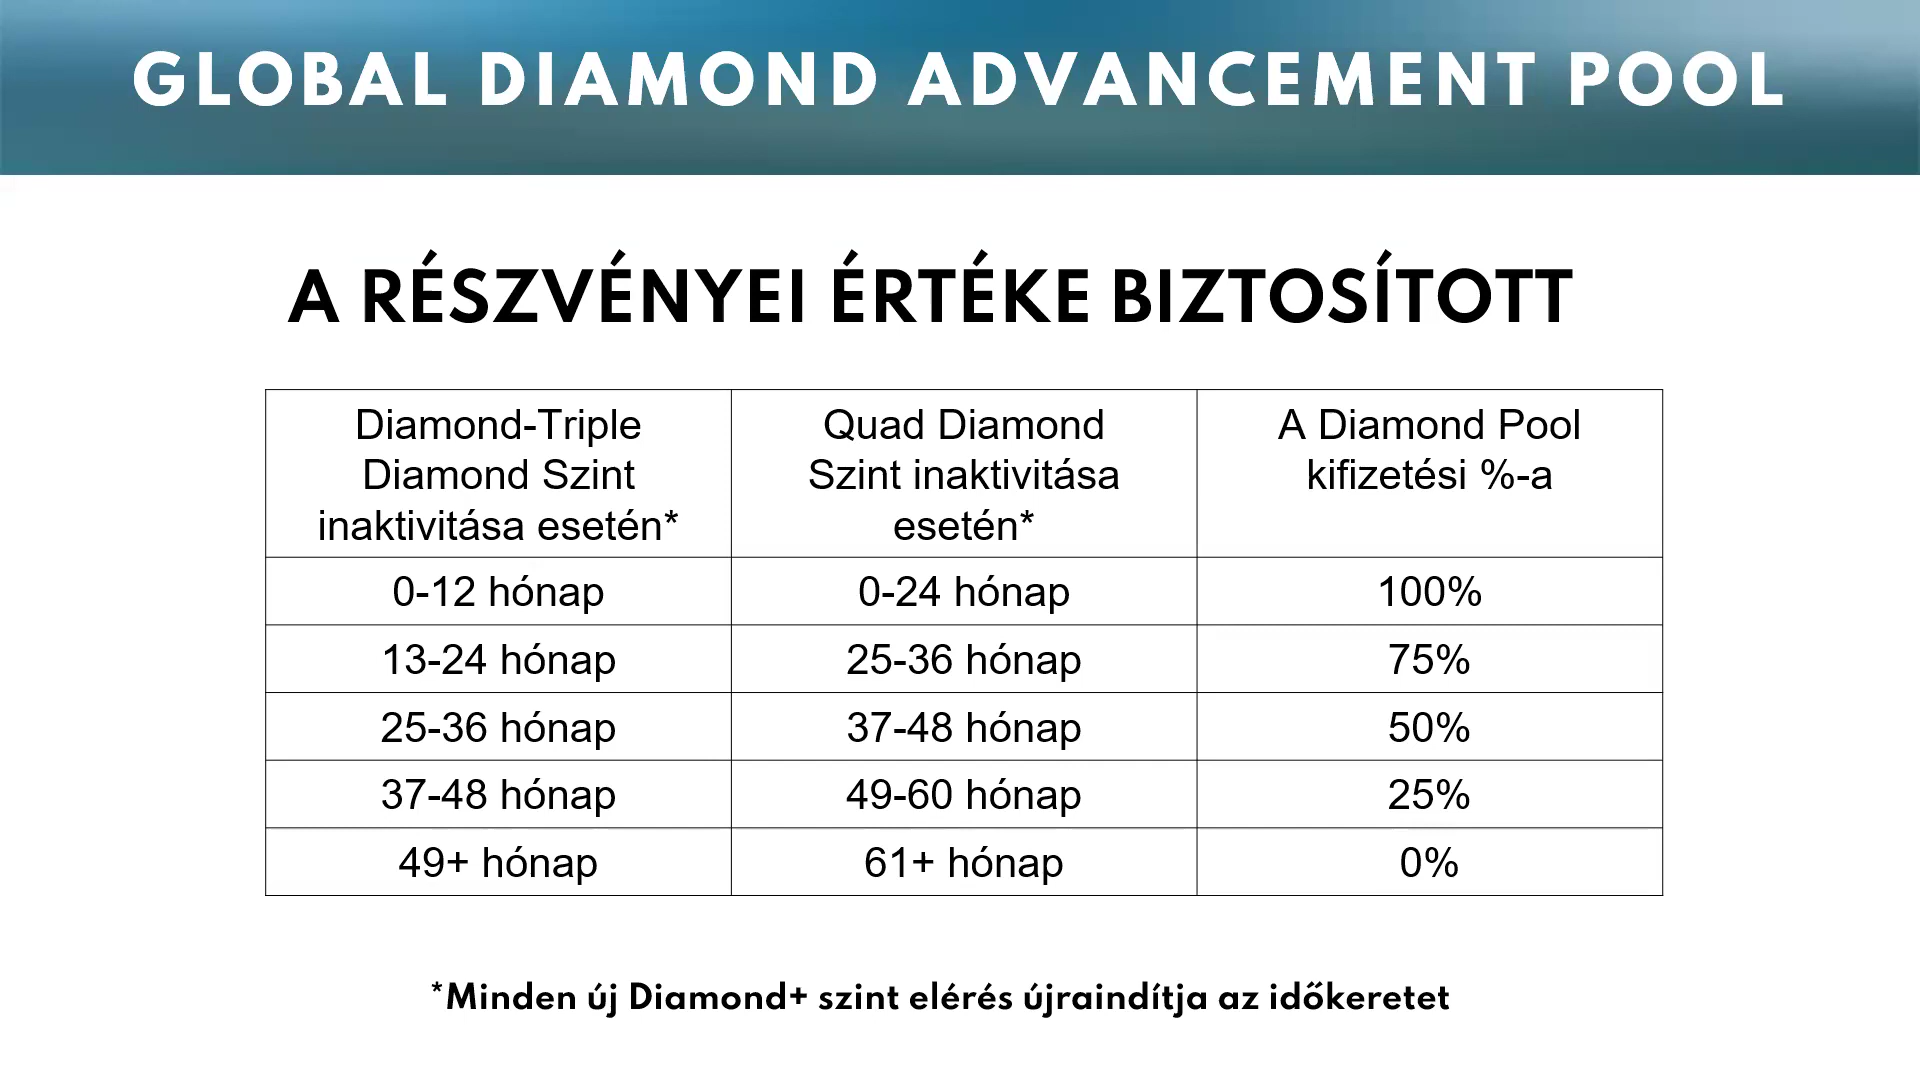 GLOBAL DIAMOND ADVANCEMENT POOL
A RÉSZVÉNYEI ÉRTÉKE BIZTOSÍTOTT
Diamond-Triple
Diamond Szint
inaktivitása esetén*
Quad Diamond
Szint inaktivitása
esetén*
A Diamond Pool
kifizetési %-a
0-12 hónap
0-24 hónap
100%
13-24 hónap
25-36 hónap
75%
25-36 hónap
37-48 hónap
50%
37-48 hónap
49-60 hónap
25%
49+ hónap
61+ hónap
0%
*Minden új Diamond+ szint elérés újraindítja az időkeretet